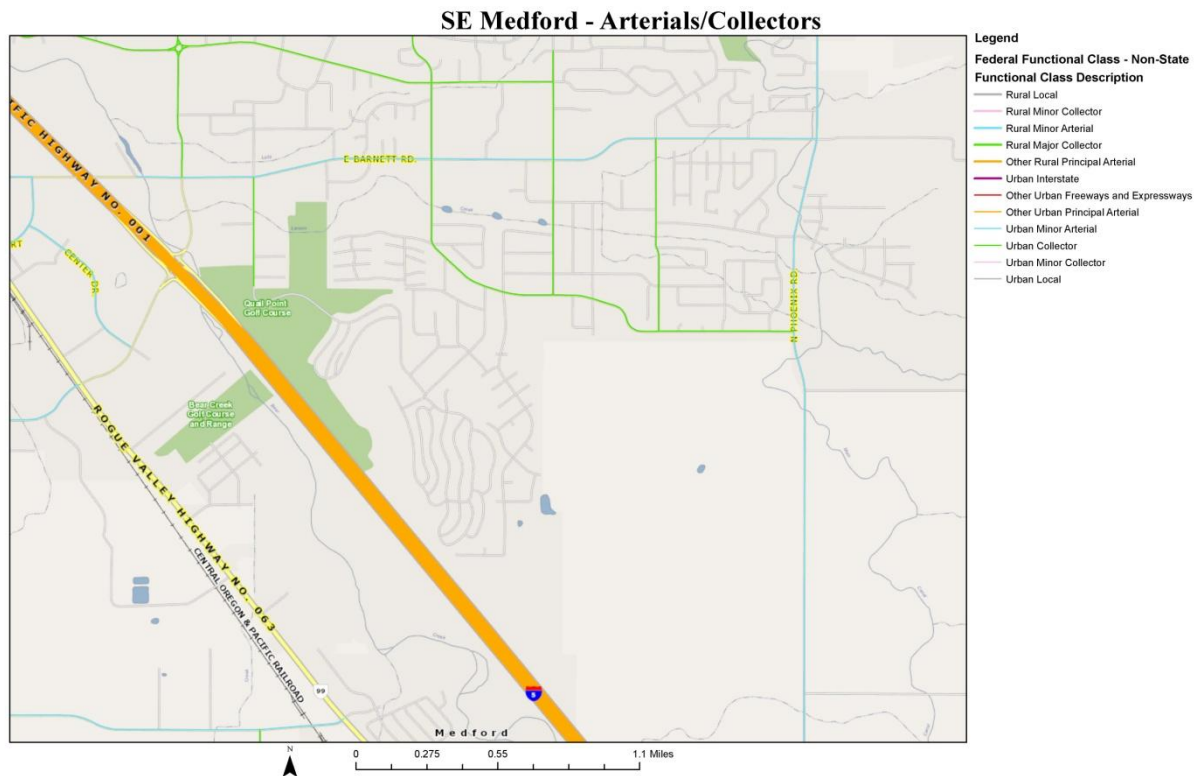 SE Medford - Arterials/Collectors
Legend
Federal Functional Class - Non-State
Functional Class Description
Rural Local
Rural Minor Collector
Rural Minor Arterial
Rural Major Collector
Other Rural Principal Arterial
Urban Interstate
Other Urban Freeways and Expressways
Other Urban Principal Arterial
Urban Minor Arterial
Urban Collector
Urban Minor Collector
Urban Local
IFIC HIGHWAY NO. 001
E BARNETT RD.
RT
CENTER DR.
Quail Point
Golf Course
N PHOENIX RD
Bear Creek
Golf Course
and Range
ROGUE VALLEY HIGHWAY NO. 063
CENTRAL OREGON & PACIFIC RAILROAD
99
5
Medford
N
0 0.275 0.55 1.1 Miles